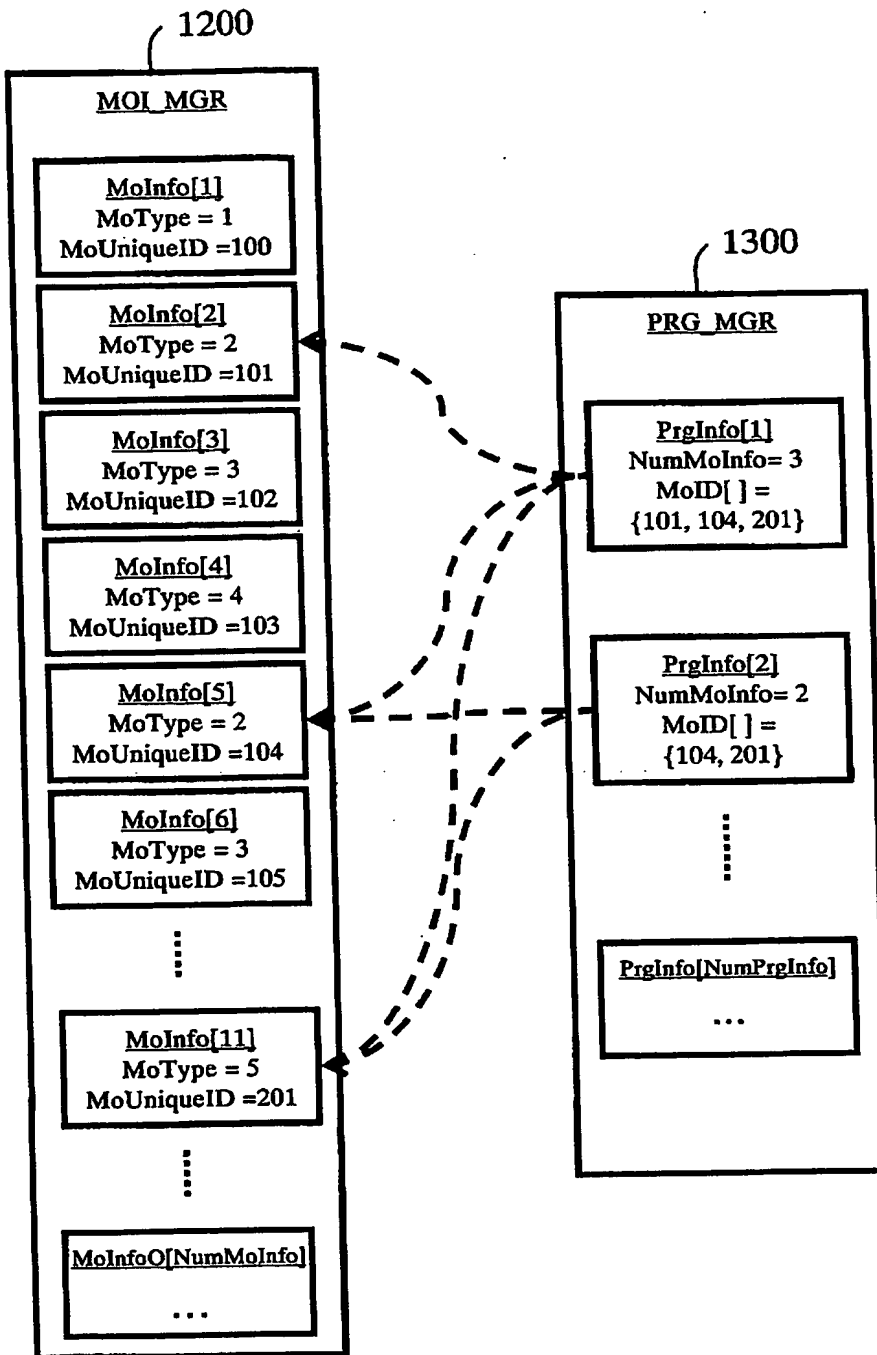 1200
MOI_MGR
MoInfo[1]
MoType = 1
MoUniqueID =100
MoInfo[2]
MoType = 2
MoUniqueID =101
MoInfo[3]
MoType = 3
MoUniqueID =102
MoInfo[4]
MoType = 4
MoUniqueID =103
MoInfo[5]
MoType = 2
MoUniqueID =104
MoInfo[6]
MoType = 3
MoUniqueID =105
MoInfo[11]
MoType = 5
MoUniqueID =201
MoInfoO[NumMoInfo]
...
1300
PRG_MGR
PrgInfo[1]
NumMoInfo= 3
MoID[ ] =
{101, 104, 201}
PrgInfo[2]
NumMoInfo= 2
MoID[ ] =
{104, 201}
PrgInfo[NumPrgInfo]
...